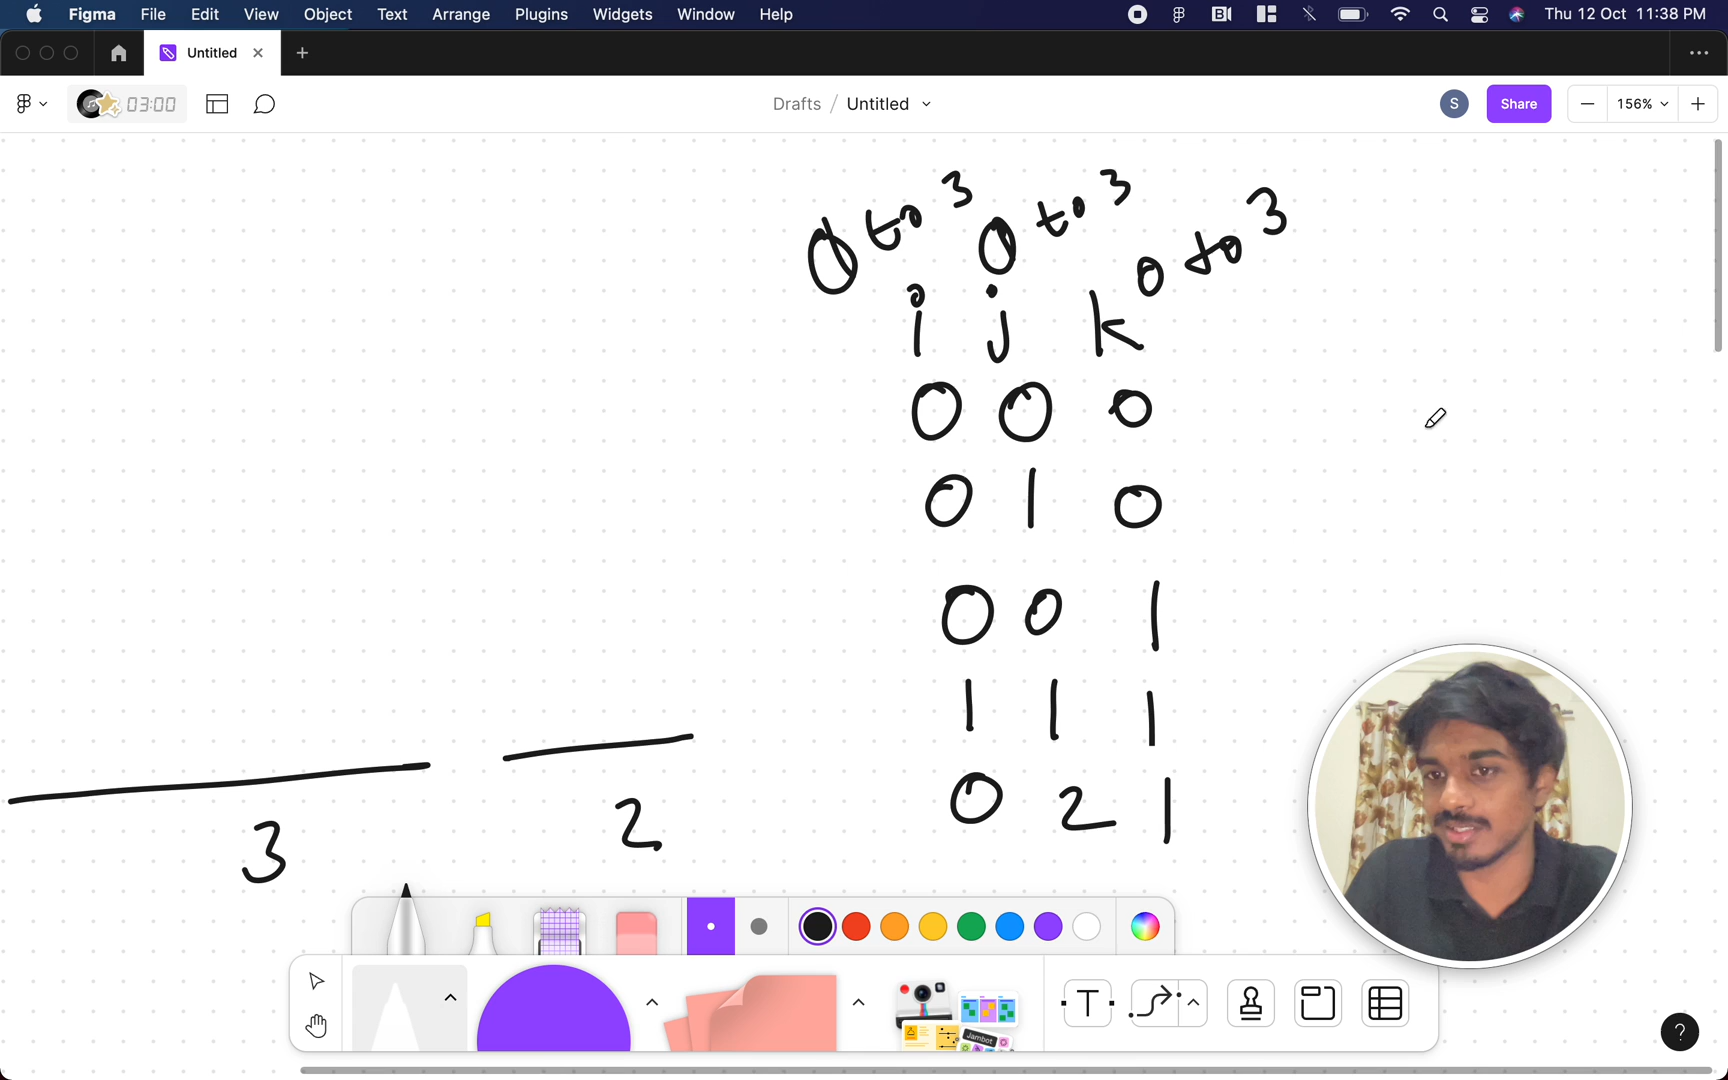 Figma File Edit View Object Text Arrange Plugins Widgets Window Help Thu 12 Oct 11:38 PM
Untitled
03:00 Drafts / Untitled S Share 156%
0 to 3 0 to 3 0 to 3
i j k
0 0 0
0 1 0
0 0 1
1 1 1
0 2 1
3 2
T
Jambot
?